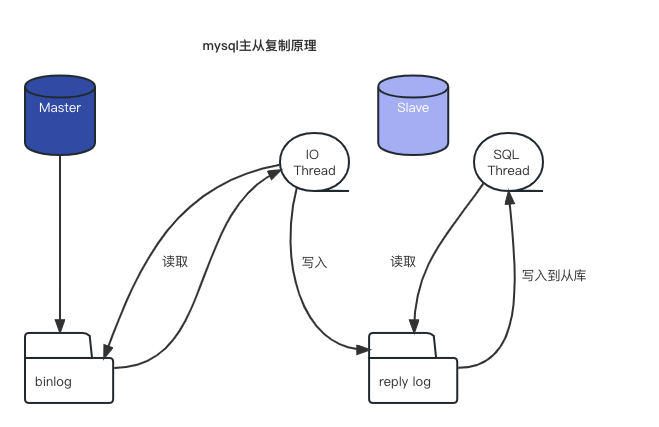 mysql主从复制原理
Master
Slave
IO
Thread
SQL
Thread
读取
写入
读取
写入到从库
binlog
reply log